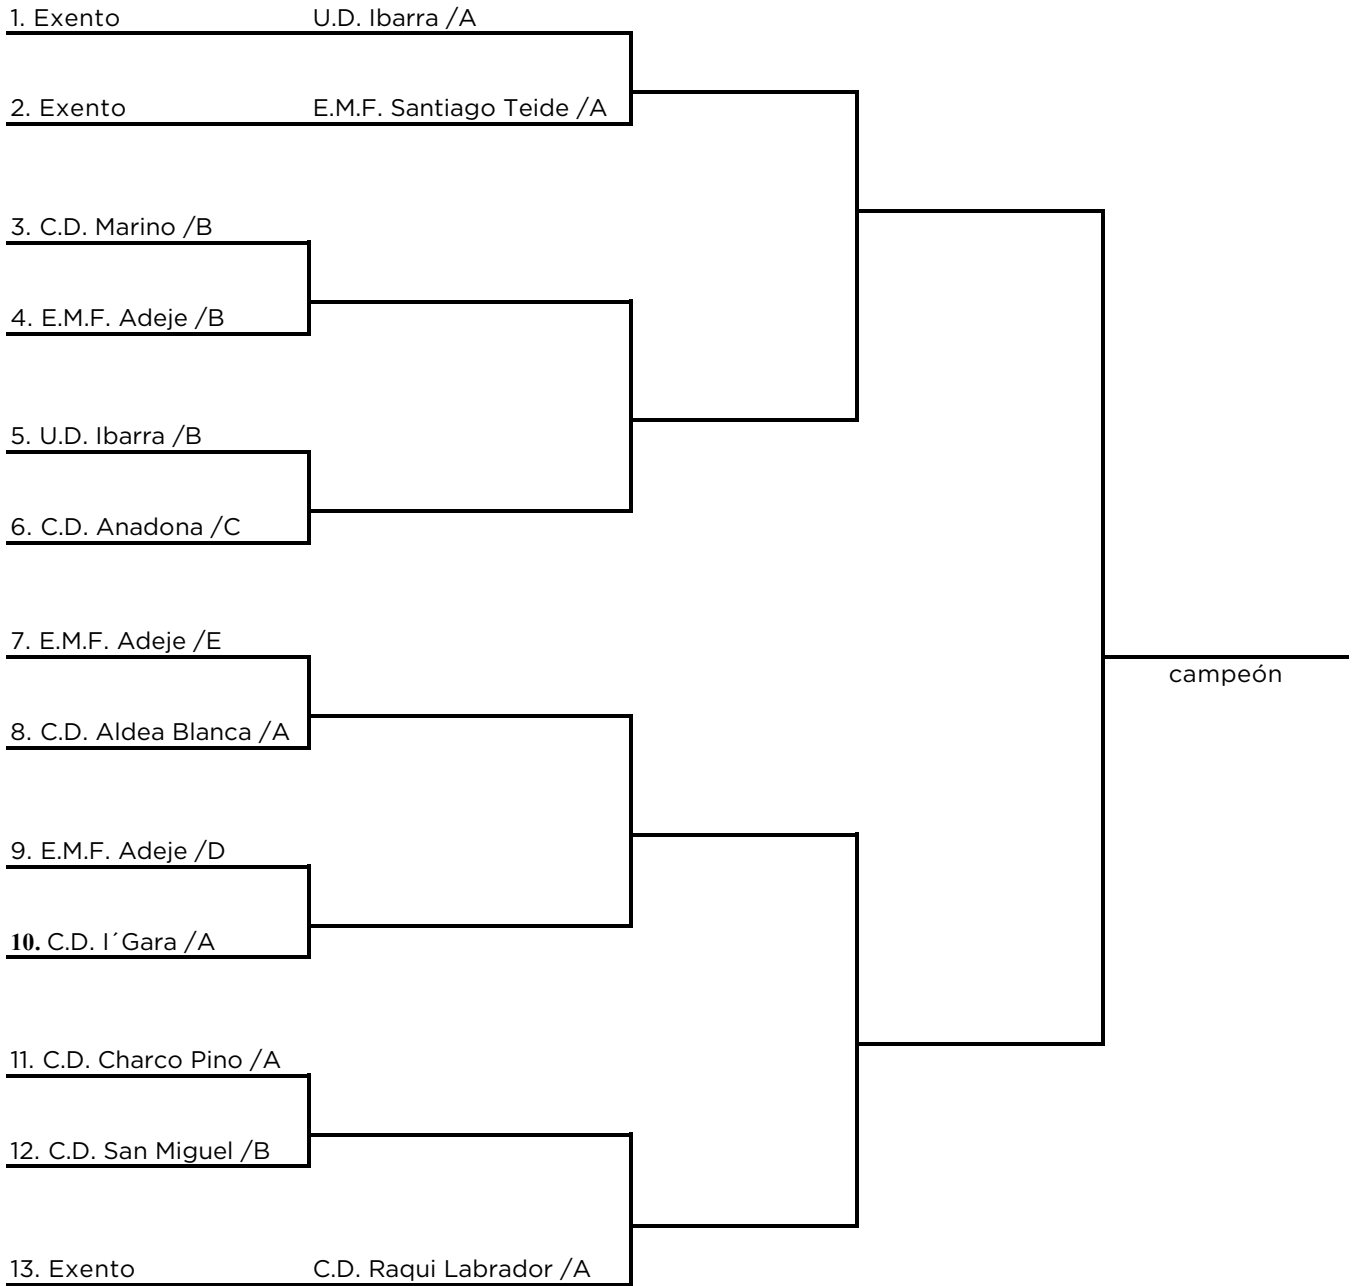 1. Exento U.D. Ibarra /A
2. Exento E.M.F. Santiago Teide /A
3. C.D. Marino /B
4. E.M.F. Adeje /B
5. U.D. Ibarra /B
6. C.D. Anadona /C
7. E.M.F. Adeje /E
campeón
8. C.D. Aldea Blanca /A
9. E.M.F. Adeje /D
10. C.D. I´Gara /A
11. C.D. Charco Pino /A
12. C.D. San Miguel /B
13. Exento C.D. Raqui Labrador /A